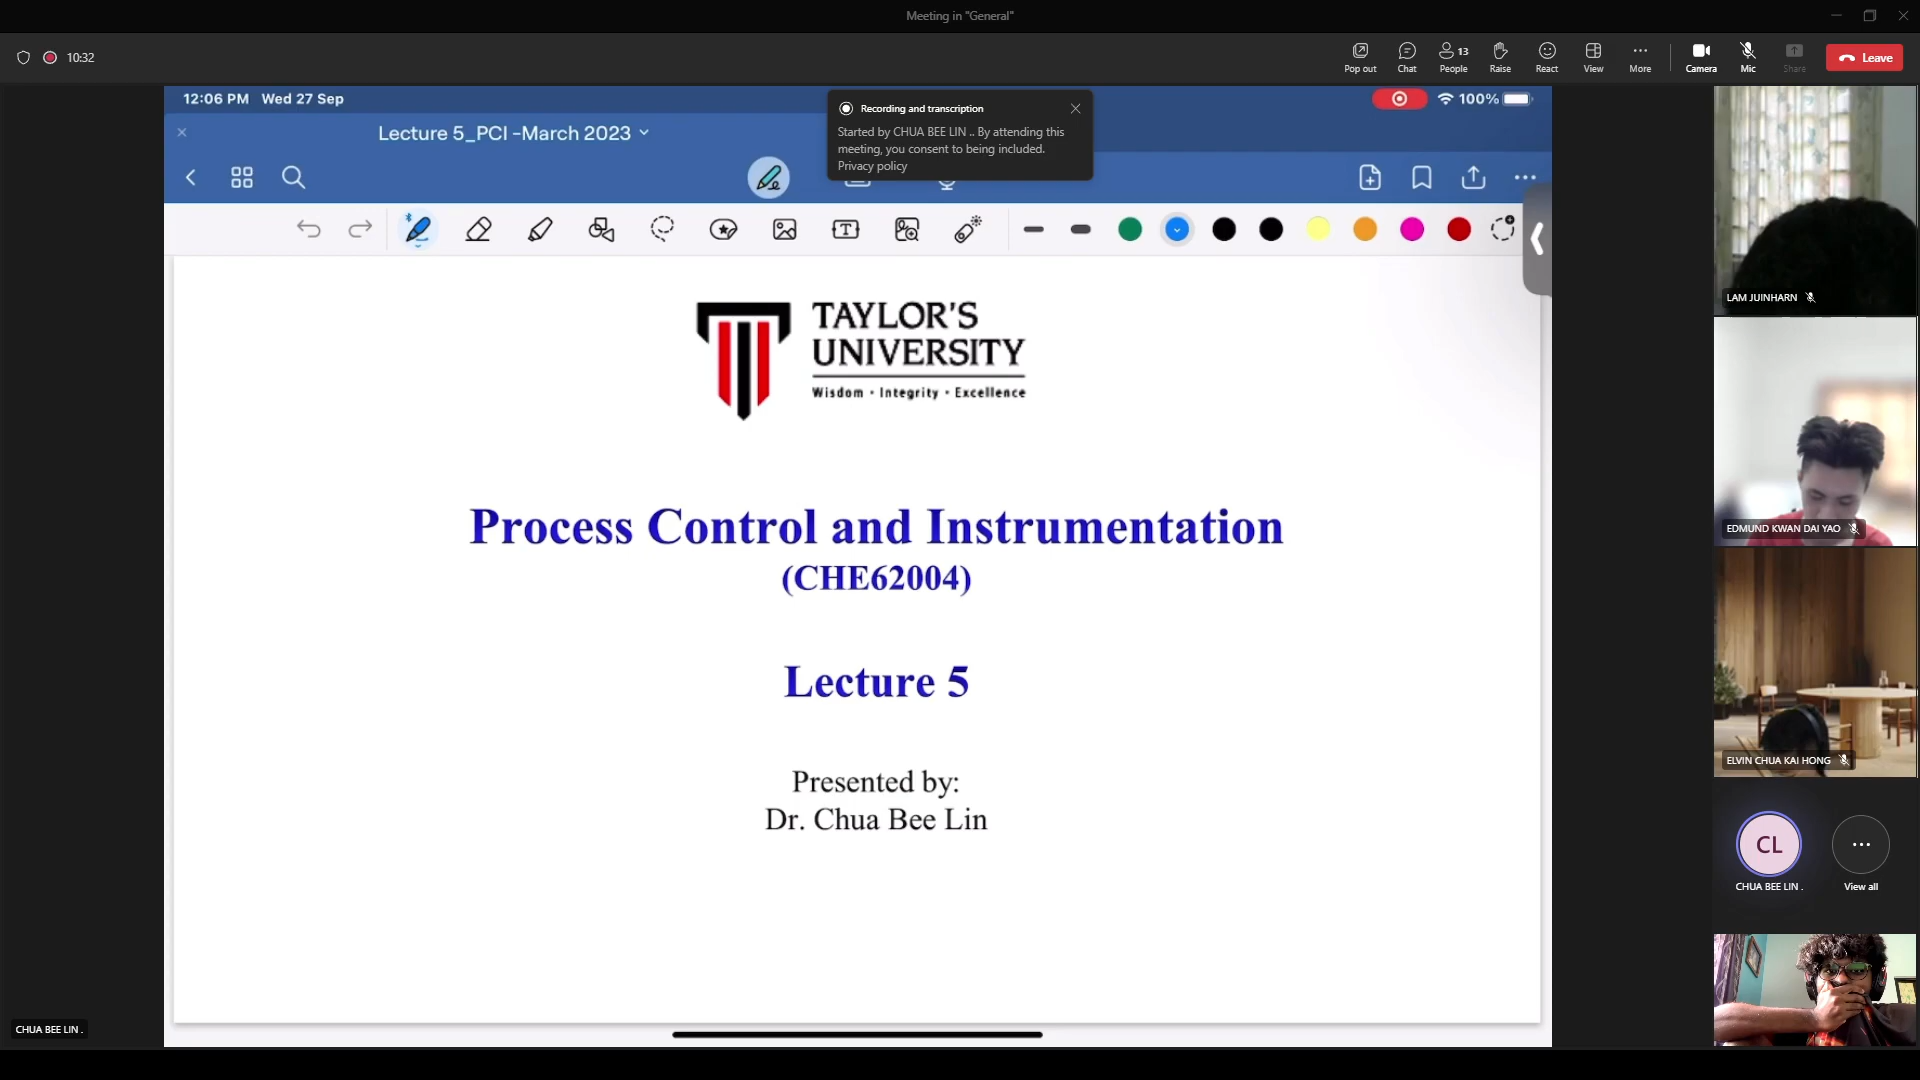 Meeting in "General"
10:32
Pop out
Chat
13
People
Raise
React
View
More
Camera
Mic
Share
Leave
12:06 PM Wed 27 Sep
100%
Recording and transcription
Started by CHUA BEE LIN .. By attending this
meeting, you consent to being included.
Privacy policy
Lecture 5_PCI -March 2023
T
TAYLOR'S
UNIVERSITY
Wisdom · Integrity · Excellence
Process Control and Instrumentation
(CHE62004)
Lecture 5
Presented by:
Dr. Chua Bee Lin
LAM JUINHARN
EDMUND KWAN DAI YAO
ELVIN CHUA KAI HONG
CL
CHUA BEE LIN .
View all
CHUA BEE LIN .